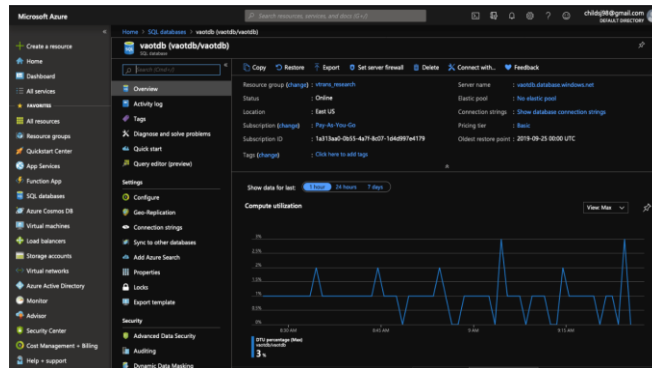 Microsoft Azure
Search resources, services, and docs (G+/)
childsj98@gmail.com
DEFAULT DIRECTORY
Create a resource
Home
Dashboard
All services
FAVORITES
All resources
Resource groups
Quickstart Center
App Services
Function App
SQL databases
Azure Cosmos DB
Virtual machines
Load balancers
Storage accounts
Virtual networks
Azure Active Directory
Monitor
Advisor
Security Center
Cost Management + Billing
Help + support
Home > SQL databases > vaotdb (vaotdb/vaotdb)
vaotdb (vaotdb/vaotdb)
SQL database
Search (Cmd+/)
Overview
Activity log
Tags
Diagnose and solve problems
Quick start
Query editor (preview)
Settings
Configure
Geo-Replication
Connection strings
Sync to other databases
Add Azure Search
Properties
Locks
Export template
Security
Advanced Data Security
Auditing
Dynamic Data Masking
Copy Restore Export Set server firewall Delete Connect with... Feedback
Resource group (change) : vtrans_research
Status : Online
Location : East US
Subscription (change) : Pay-As-You-Go
Subscription ID : 1a313aa0-0b55-4a7f-8c07-1d4d997e4179
Tags (change) : Click here to add tags
Server name : vaotdb.database.windows.net
Elastic pool : No elastic pool
Connection strings : Show database connection strings
Pricing tier : Basic
Oldest restore point : 2019-09-25 00:00 UTC
Show data for last: 1 hour 24 hours 7 days
Compute utilization
View: Max
3%
2.5%
2%
1.5%
1%
0.5%
0%
8:30 AM 8:45 AM 9 AM 9:15 AM
DTU percentage (Max)
vaotdb/vaotdb
3 %